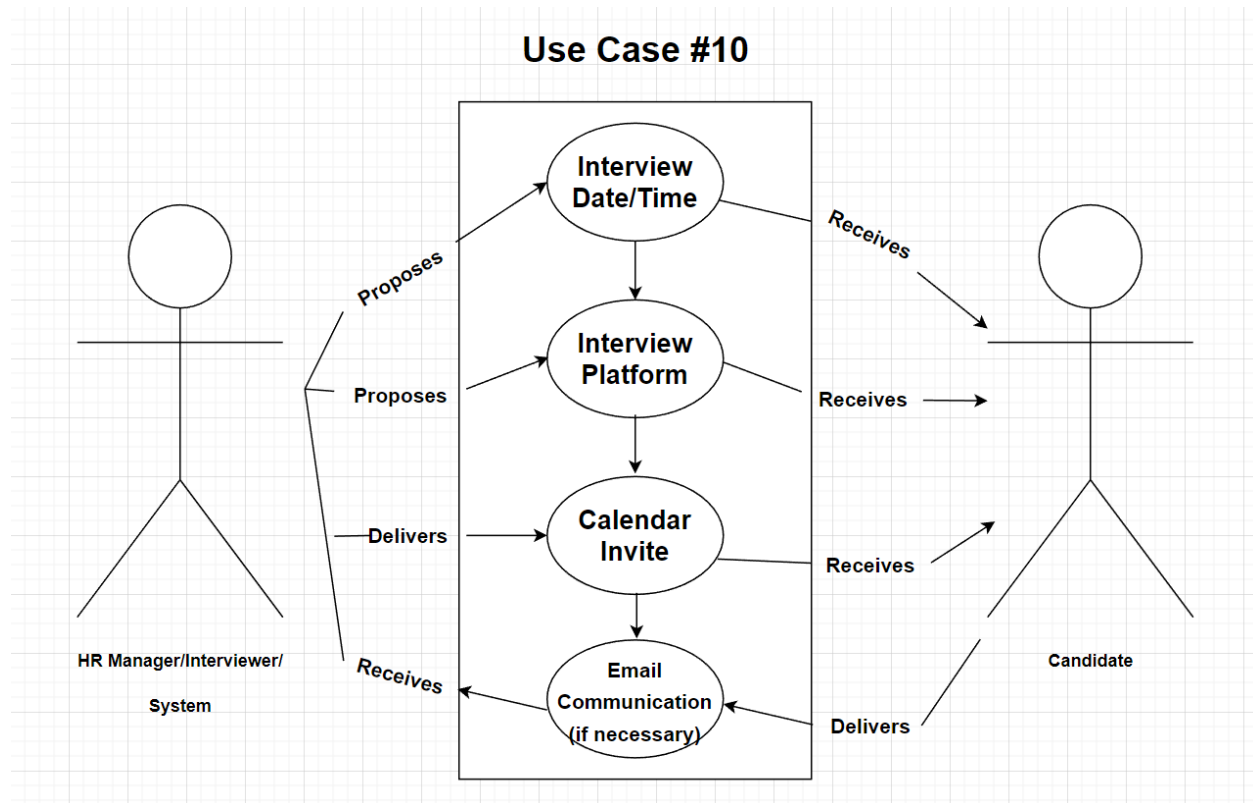 Use Case #10
Interview
Date/Time
Proposes
Receives
Interview
Platform
Proposes
Receives
Calendar
Invite
Delivers
Receives
Email
Communication
(if necessary)
Receives
Delivers
HR Manager/Interviewer/
System
Candidate